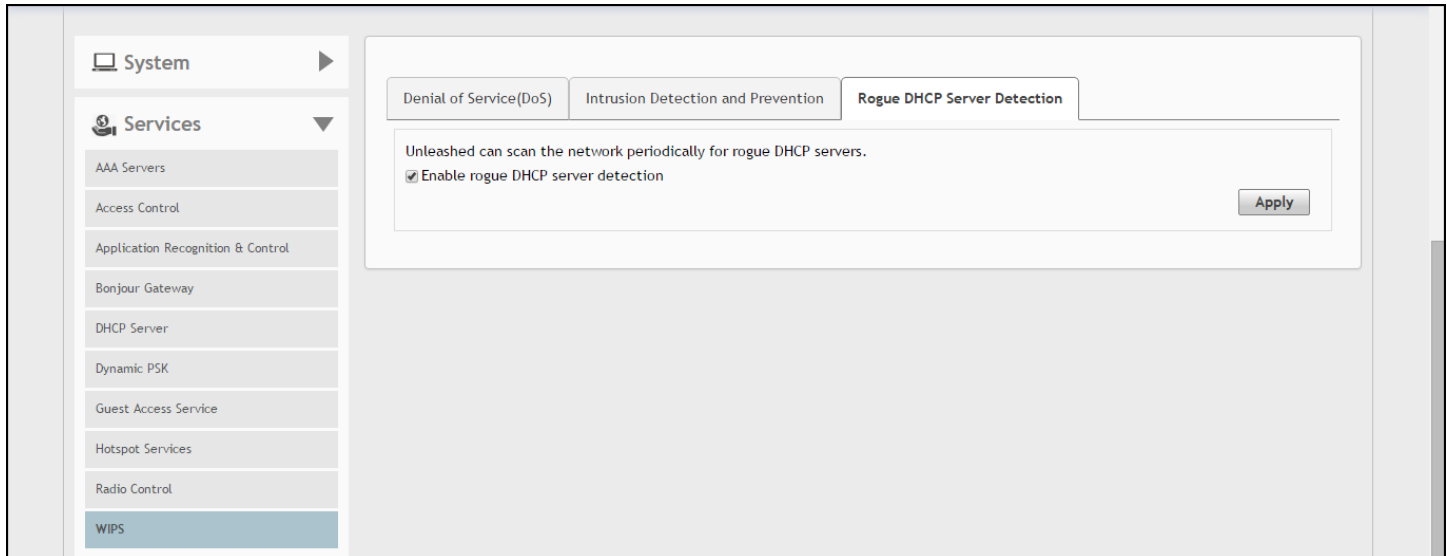 System
Services
AAA Servers
Access Control
Application Recognition & Control
Bonjour Gateway
DHCP Server
Dynamic PSK
Guest Access Service
Hotspot Services
Radio Control
WIPS
Denial of Service(DoS) Intrusion Detection and Prevention Rogue DHCP Server Detection
Unleashed can scan the network periodically for rogue DHCP servers.
Enable rogue DHCP server detection
Apply